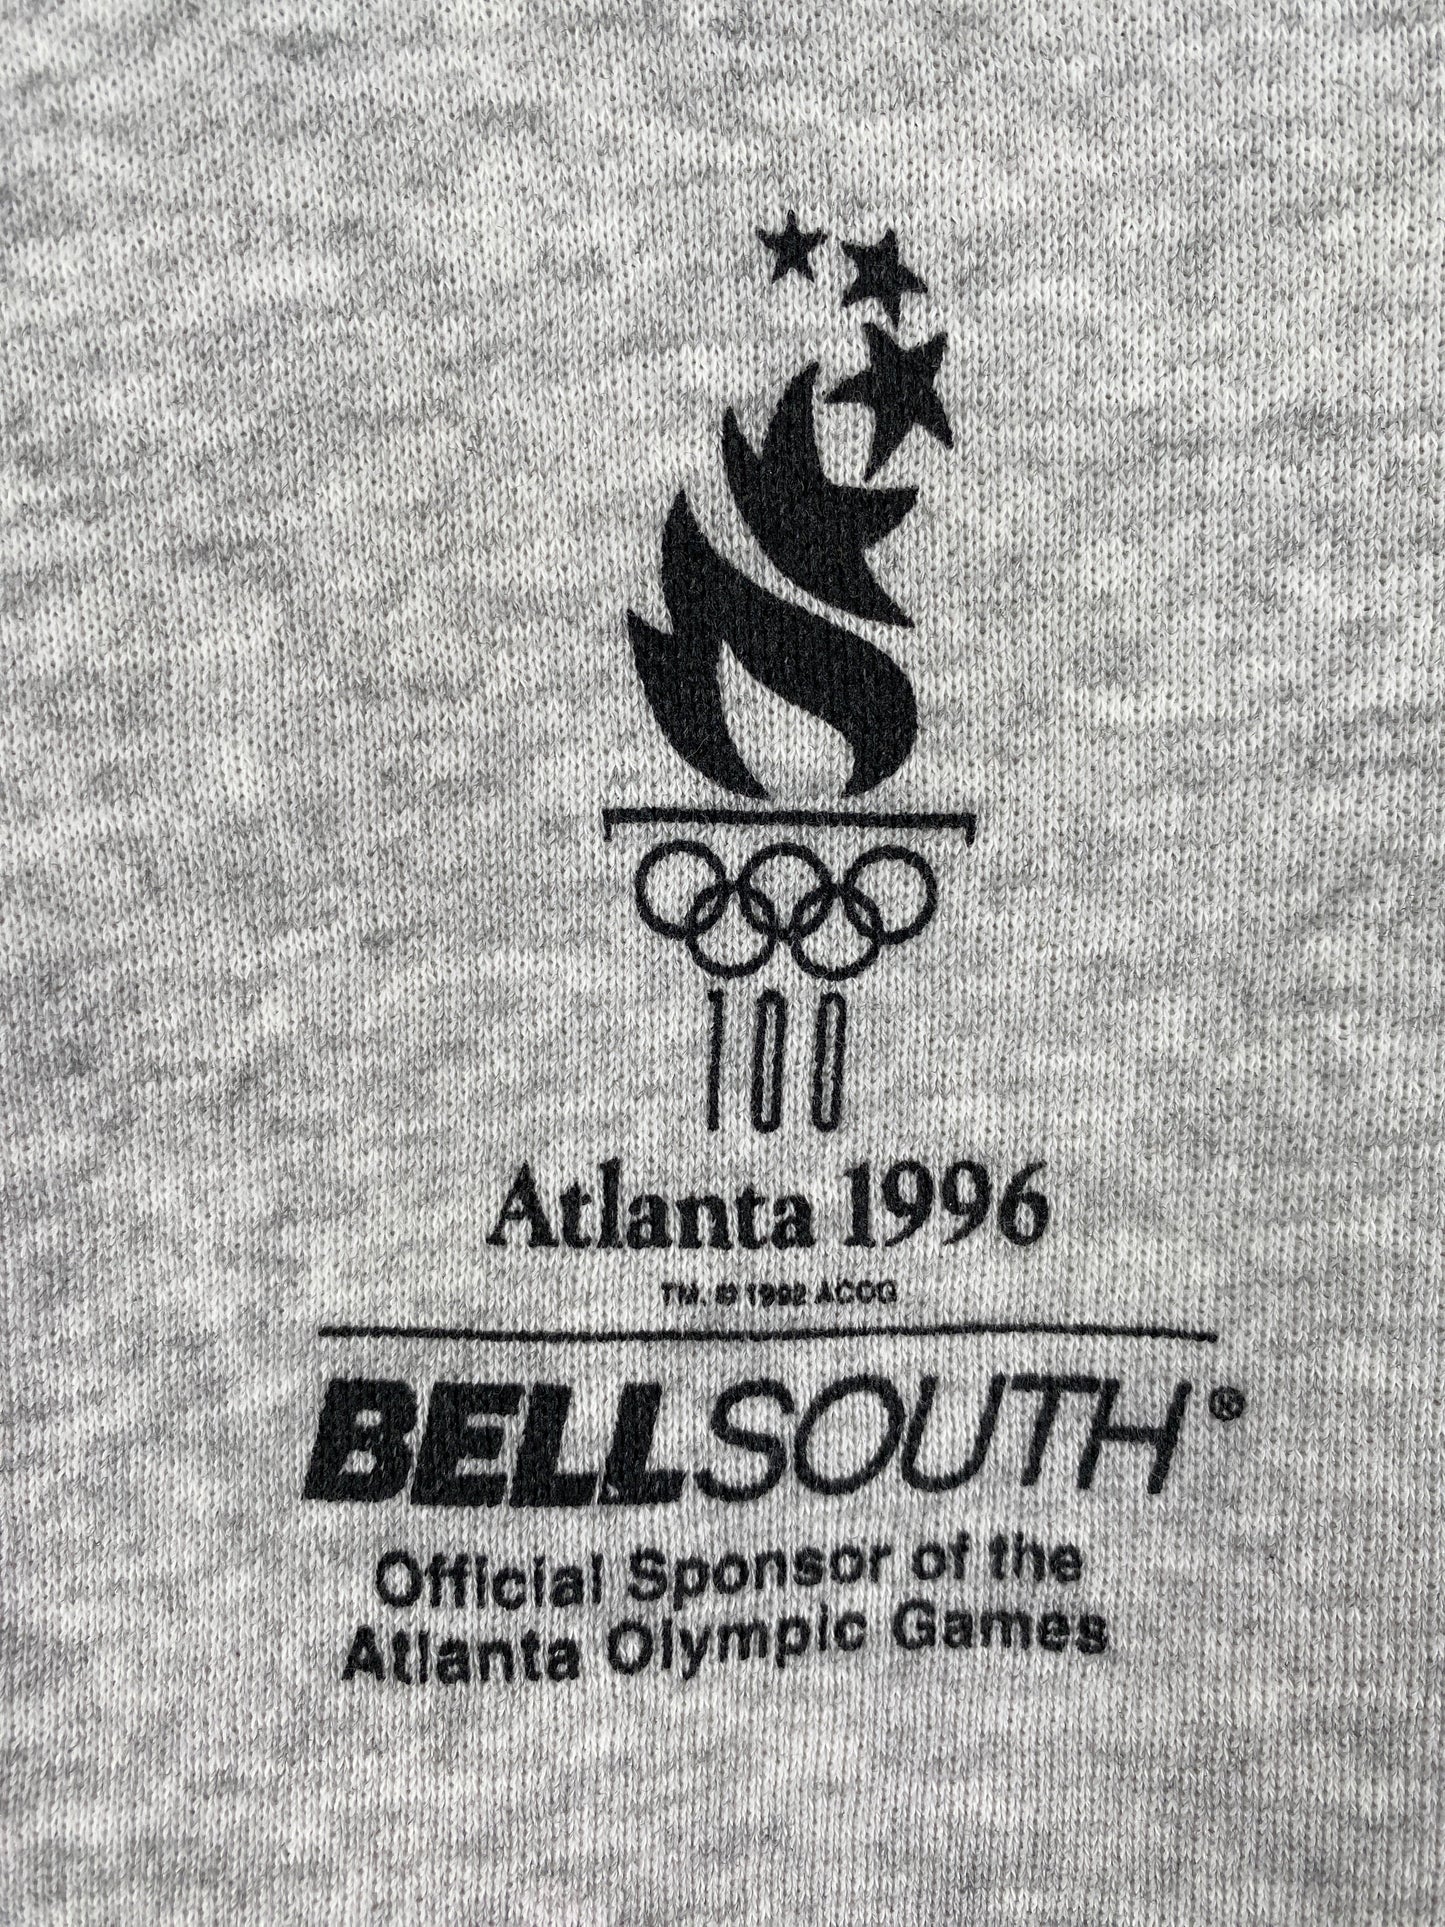 100
Atlanta 1996
TM. © 1992 ACOG
BELLSOUTH®
Official Sponsor of the
Atlanta Olympic Games